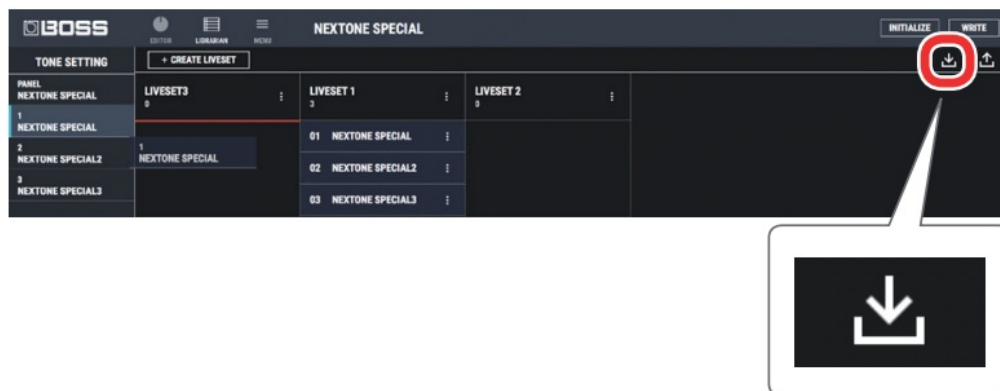 BOSS
EDITOR LIBRARIAN MENU
NEXTONE SPECIAL
INITIALIZE WRITE
TONE SETTING
+ CREATE LIVESET
PANEL
NEXTONE SPECIAL
1
NEXTONE SPECIAL
2
NEXTONE SPECIAL2
3
NEXTONE SPECIAL3
LIVESET3
0
1
NEXTONE SPECIAL
LIVESET 1
3
01 NEXTONE SPECIAL
02 NEXTONE SPECIAL2
03 NEXTONE SPECIAL3
LIVESET 2
0